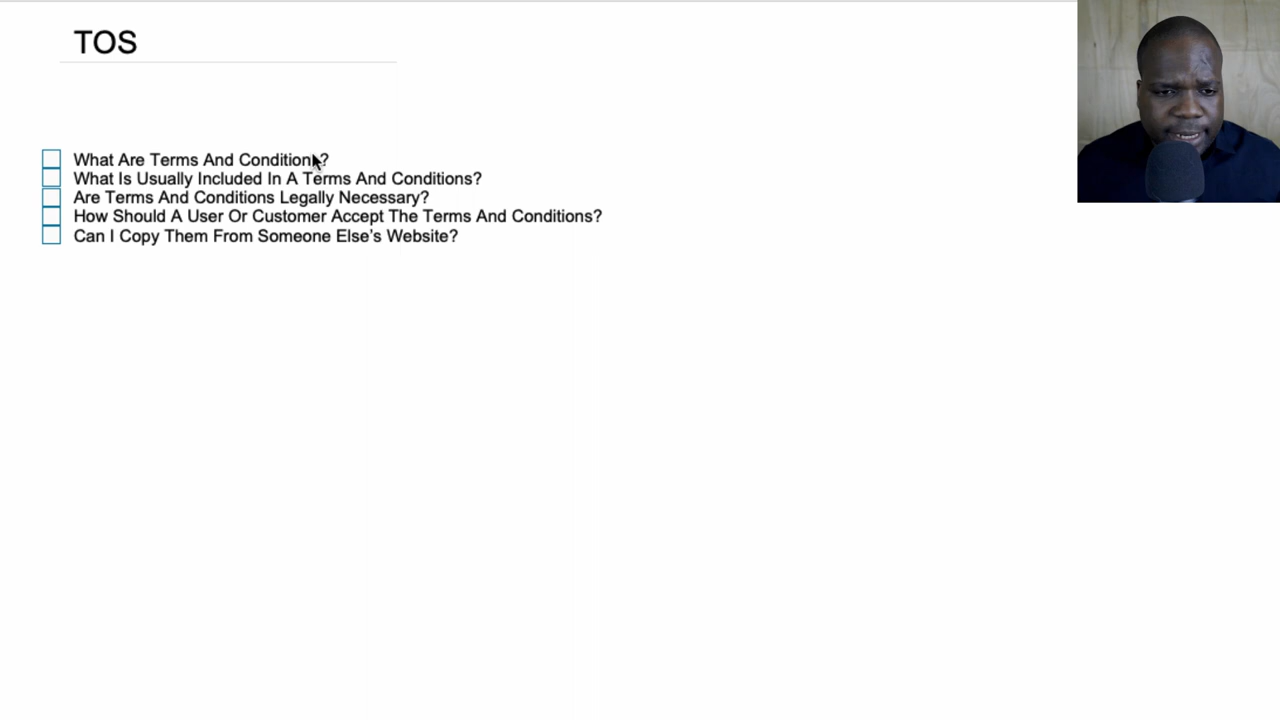 TOS
What Are Terms And Conditions?
What Is Usually Included In A Terms And Conditions?
Are Terms And Conditions Legally Necessary?
How Should A User Or Customer Accept The Terms And Conditions?
Can I Copy Them From Someone Else’s Website?